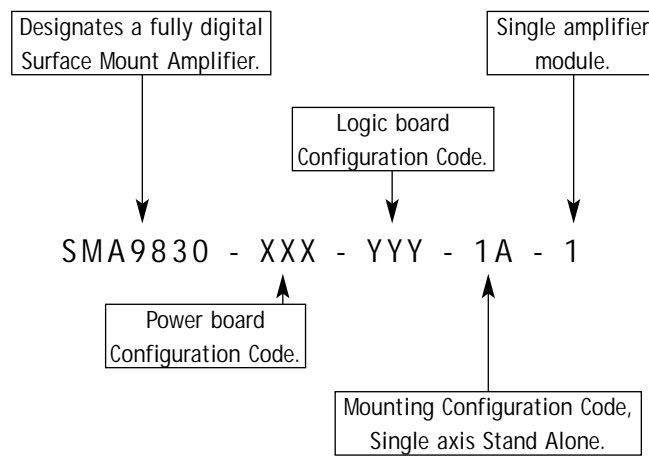 Designates a fully digital
Surface Mount Amplifier.
Single amplifier
module.
Logic board
Configuration Code.
SMA9830 - XXX - YYY - 1A - 1
Power board
Configuration Code.
Mounting Configuration Code,
Single axis Stand Alone.